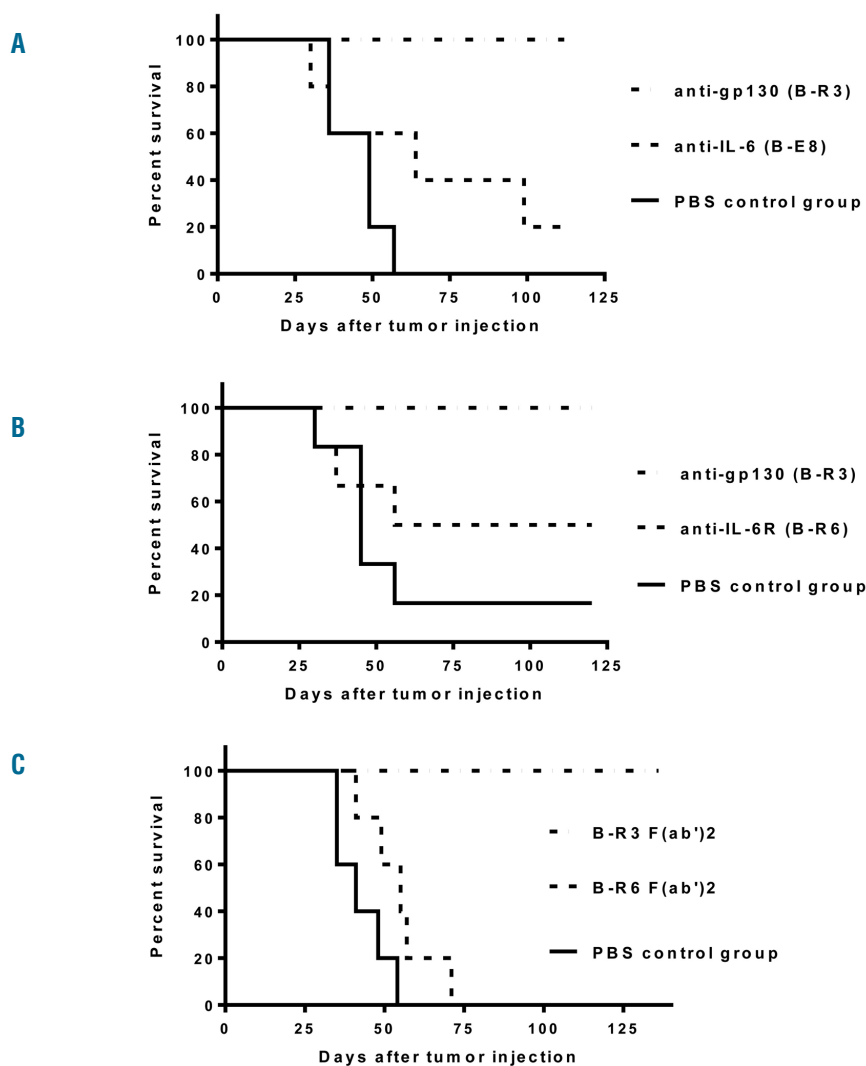 A
Percent survival
100
80
60
40
20
0
0 25 50 75 100 125
Days after tumor injection
anti-gp130 (B-R3)
anti-IL-6 (B-E8)
PBS control group
B
Percent survival
100
80
60
40
20
0
0 25 50 75 100 125
Days after tumor injection
anti-gp130 (B-R3)
anti-IL-6R (B-R6)
PBS control group
C
Percent survival
100
80
60
40
20
0
0 25 50 75 100 125
Days after tumor injection
B-R3 F(ab')2
B-R6 F(ab')2
PBS control group